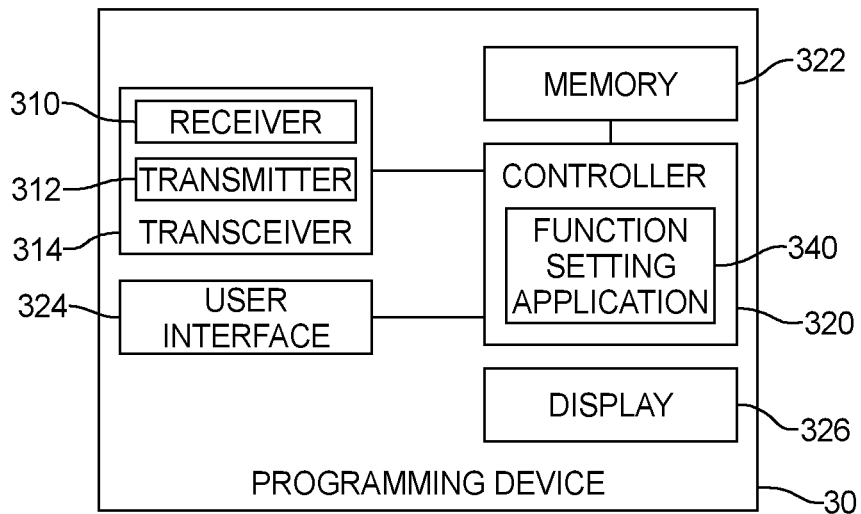 MEMORY
322
310
RECEIVER
312
TRANSMITTER
314
TRANSCEIVER
CONTROLLER
FUNCTION
SETTING
APPLICATION
340
320
324
USER
INTERFACE
DISPLAY
326
PROGRAMMING DEVICE
30